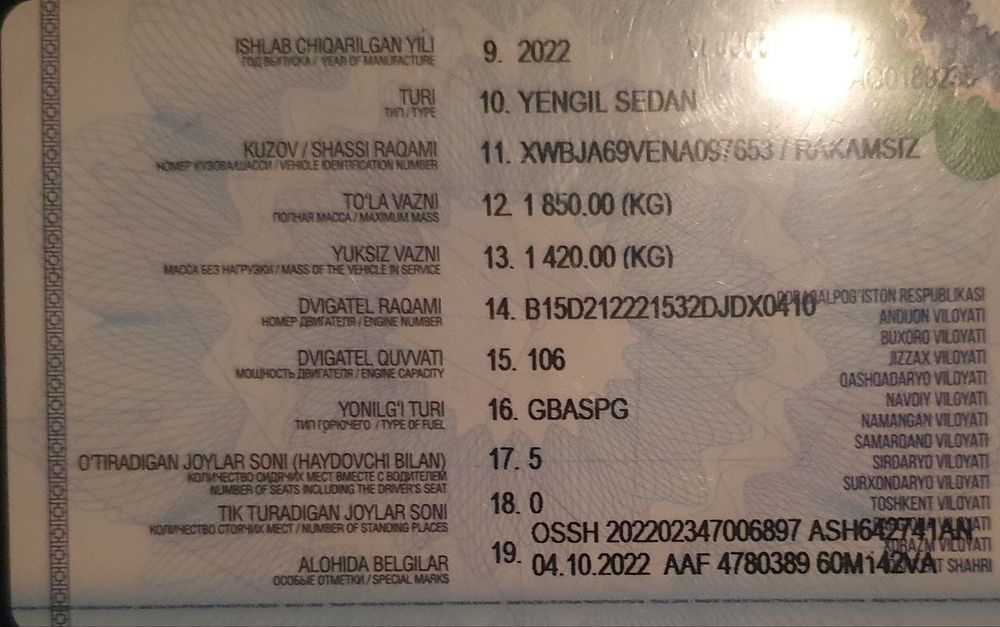 ISHLAB CHIQARILGAN YILI 9. 2022
ГОД ВЫПУСКА / YEAR OF MANUFACTURE
TURI 10. YENGIL SEDAN
ТИП / TYPE
KUZOV / SHASSI RAQAMI 11. XWBJA69VENA097653 / RAKAMSIZ
НОМЕР КУЗОВА/ШАССИ / VEHICLE IDENTIFICATION NUMBER
TO'LA VAZNI 12. 1 850.00 (KG)
ПОЛНАЯ МАССА / MAXIMUM MASS
YUKSIZ VAZNI 13. 1 420.00 (KG)
МАССА БЕЗ НАГРУЗКИ / MASS OF THE VEHICLE IN SERVICE
DVIGATEL RAQAMI 14. B15D212221532DJDX0410
НОМЕР ДВИГАТЕЛЯ / ENGINE NUMBER
DVIGATEL QUVVATI 15. 106
МОЩНОСТЬ ДВИГАТЕЛЯ / ENGINE CAPACITY
YONILG'I TURI 16. GBASPG
ТИП ГОРЮЧЕГО / TYPE OF FUEL
O'TIRADIGAN JOYLAR SONI (HAYDOVCHI BILAN) 17. 5
КОЛИЧЕСТВО СИДЯЧИХ МЕСТ ВМЕСТЕ С ВОДИТЕЛЕМ
NUMBER OF SEATS INCLUDING THE DRIVER'S SEAT
TIK TURADIGAN JOYLAR SONI 18. 0
КОЛИЧЕСТВО СТОЯЧИХ МЕСТ / NUMBER OF STANDING PLACES
ALOHIDA BELGILAR 19. OSSH 202202347006897 ASH642741AN
ОСОБЫЕ ОТМЕТКИ / SPECIAL MARKS
04.10.2022 AAF 4780389 60M142VA
RESPUBLIKASI
ANDIJON VILOYATI
BUXORO VILOYATI
JIZZAX VILOYATI
QASHQADARYO VILOYATI
NAVOIY VILOYATI
NAMANGAN VILOYATI
SAMARQAND VILOYATI
SIRDARYO VILOYATI
SURXONDARYO VILOYATI
TOSHKENT VILOYATI
XORAZM VILOYATI
SHAHRI